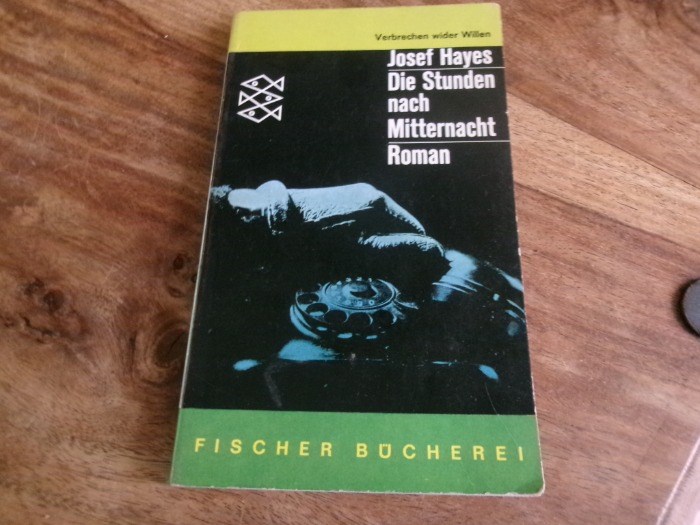 Verbrechen wider Willen
Josef Hayes
Die Stunden
nach
Mitternacht
Roman
FISCHER BÜCHEREI